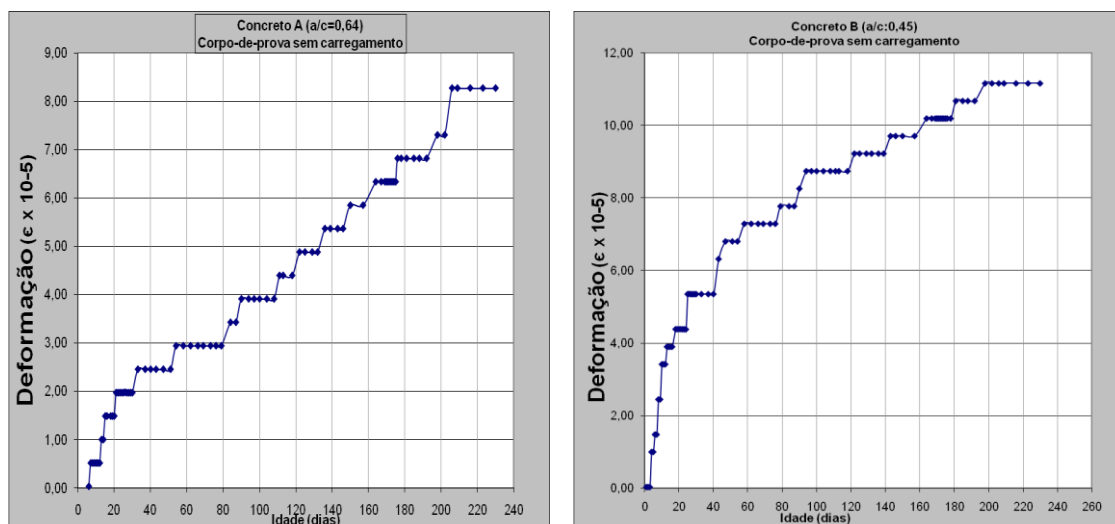 Concreto A (a/c=0,64)
Corpo-de-prova sem carregamento
9,00
8,00
7,00
6,00
5,00
4,00
3,00
2,00
1,00
0,00
Deformação (є x 10-5)
0 20 40 60 80 100 120 140 160 180 200 220 240
Idade (dias)
Concreto B (a/c:0,45)
Corpo-de-prova sem carregamento
12,00
10,00
8,00
6,00
4,00
2,00
0,00
Deformação (є x 10-5)
0 20 40 60 80 100 120 140 160 180 200 220 240 260
Idade (dias)